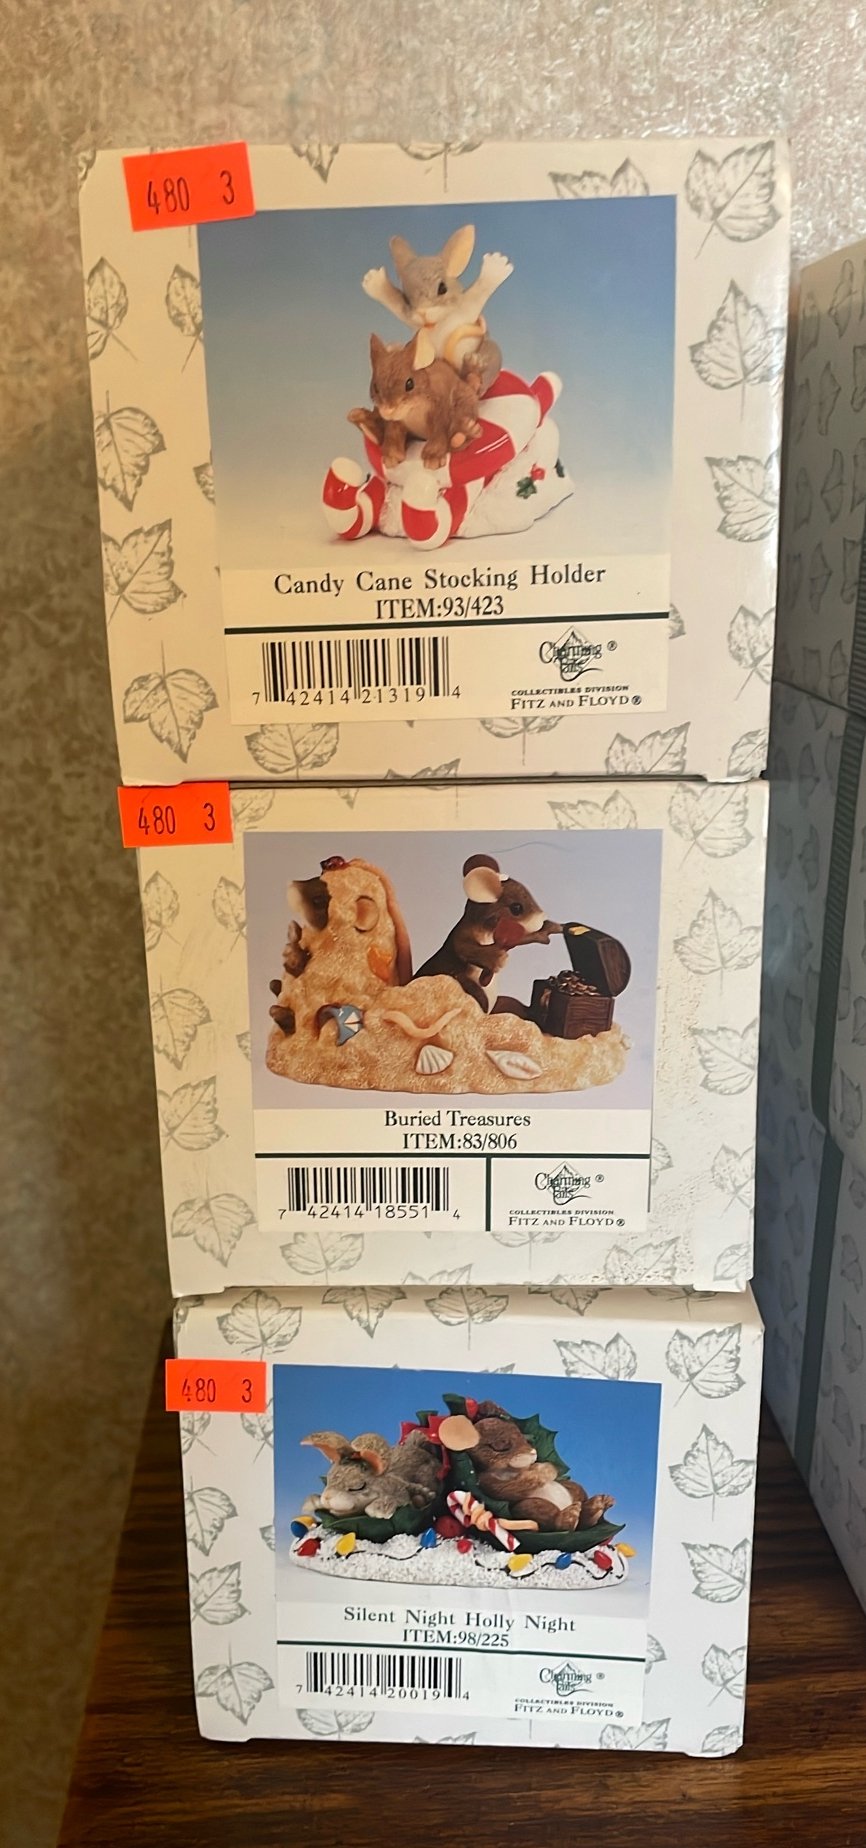 480 3
Candy Cane Stocking Holder
ITEM:93/423
7 42414 21319 4
Charming Tails ®
COLLECTIBLES DIVISION
FITZ AND FLOYD®
480 3
Buried Treasures
ITEM:83/806
7 42414 18551 4
Charming Tails ®
COLLECTIBLES DIVISION
FITZ AND FLOYD®
480 3
Silent Night Holly Night
ITEM:98/225
7 42414 20019 4
Charming Tails ®
COLLECTIBLES DIVISION
FITZ AND FLOYD®